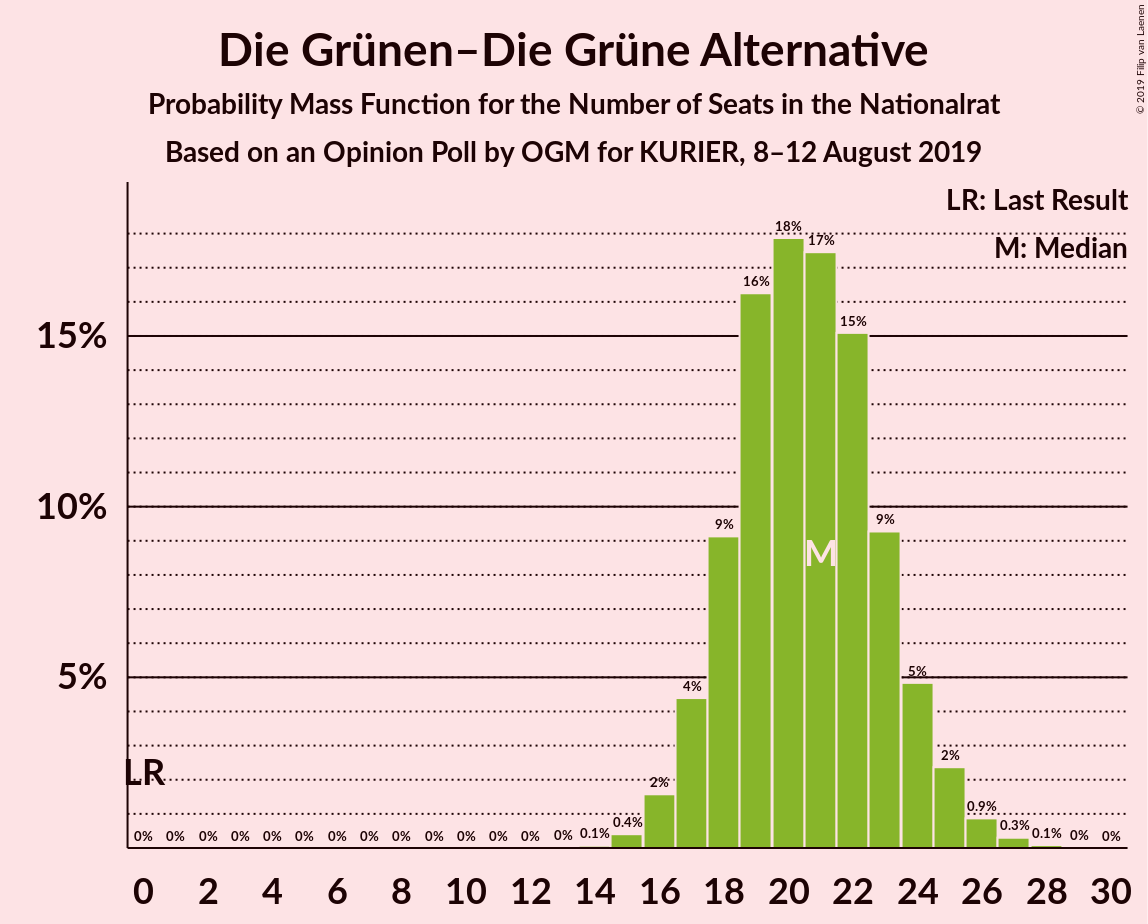 Die Grünen–Die Grüne Alternative
Probability Mass Function for the Number of Seats in the Nationalrat
Based on an Opinion Poll by OGM for KURIER, 8–12 August 2019
© 2019 Filip van Laenen
LR: Last Result
M: Median
15%
10%
5%
LR
M
0% 0% 0% 0% 0% 0% 0% 0% 0% 0% 0% 0% 0% 0% 0.1% 0.4% 2% 4% 9% 16% 18% 17% 15% 9% 5% 2% 0.9% 0.3% 0.1% 0% 0%
0 2 4 6 8 10 12 14 16 18 20 22 24 26 28 30